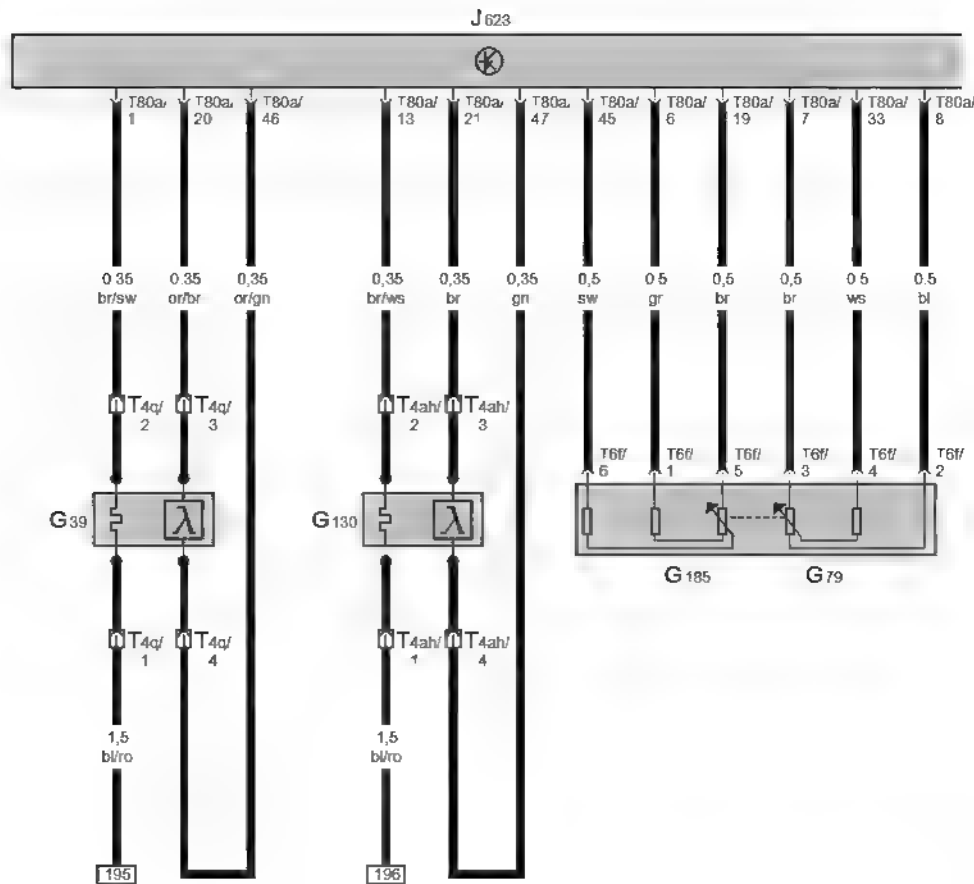 J623
T80a/ T80a/ T80a/ T80a/ T80a/ T80a/ T80a/ T80a/ T80a/ T80a/ T80a/ T80a/
1 20 46 13 21 47 45 6 19 7 33 8
0,35 0,35 0,35 0,35 0,35 0,35 0,5 0,5 0,5 0,5 0,5 0,5
br/sw or/br or/gn br/ws br gn sw gr br br ws bl
T4q/ T4q/ T4ah/ T4ah/
2 3 2 3
T6f/ T6f/ T6f/ T6f/ T6f/ T6f/
6 1 5 3 4 2
G39 λ G130 λ
G185 G79
T4q/ T4q/ T4ah/ T4ah/
1 4 1 4
1,5 1,5
bl/ro bl/ro
195 196